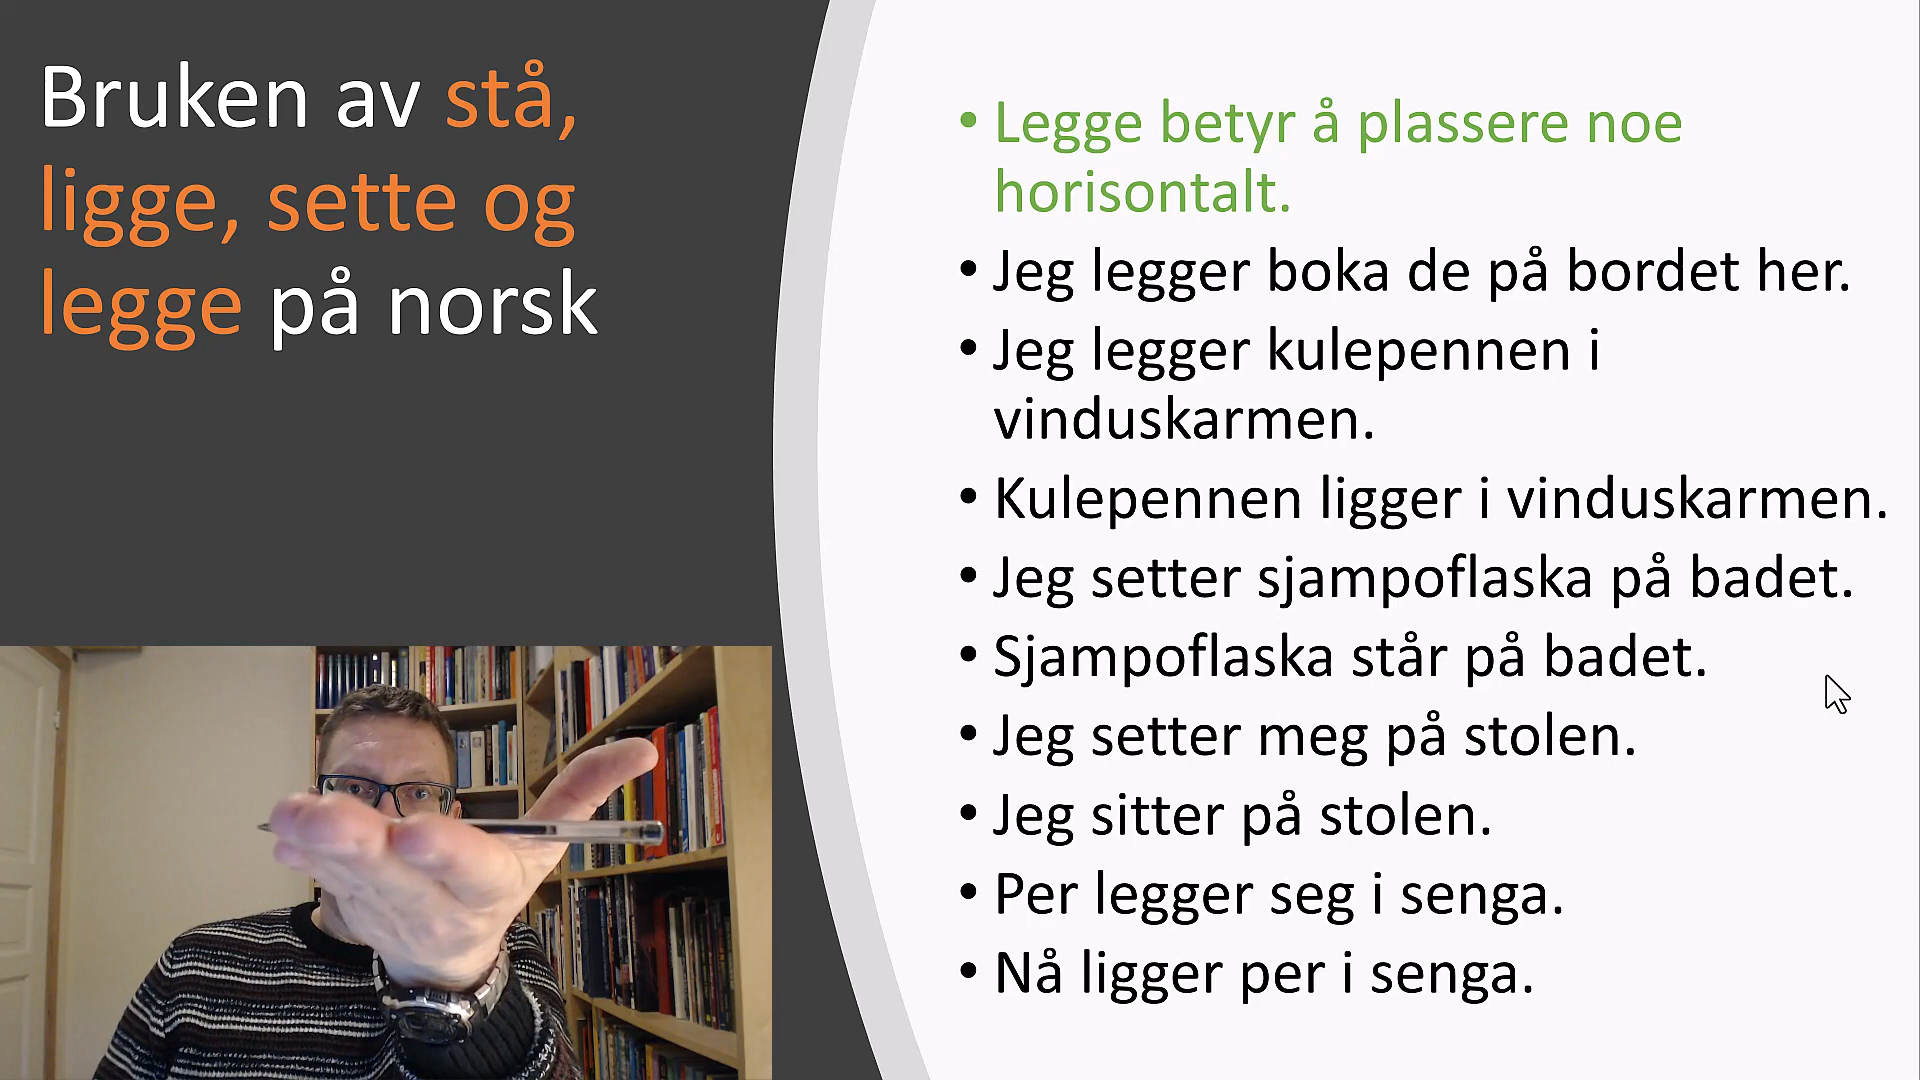 Bruken av stå,
ligge, sette og
legge på norsk
• Legge betyr å plassere noe
horisontalt.
• Jeg legger boka de på bordet her.
• Jeg legger kulepennen i
vinduskarmen.
• Kulepennen ligger i vinduskarmen.
• Jeg setter sjampoflaska på badet.
• Sjampoflaska står på badet.
• Jeg setter meg på stolen.
• Jeg sitter på stolen.
• Per legger seg i senga.
• Nå ligger per i senga.